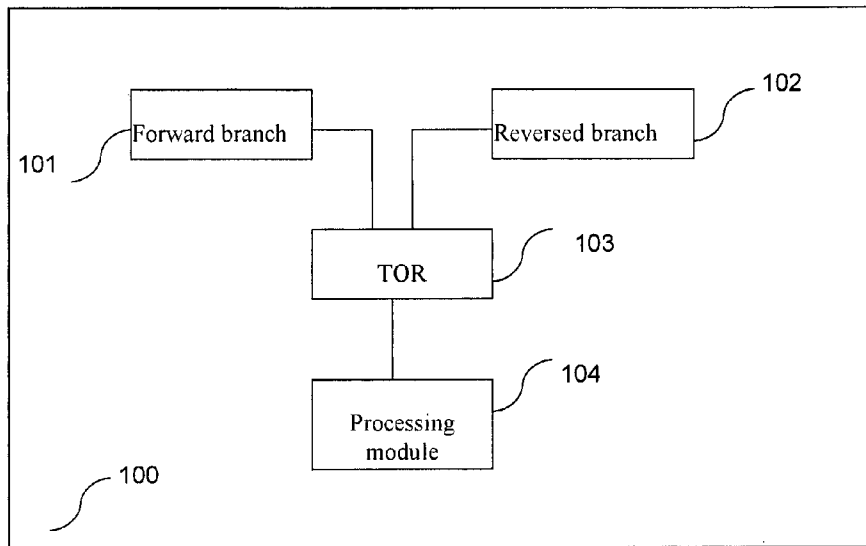 102
Forward branch
Reversed branch
101
103
TOR
104
Processing
module
100